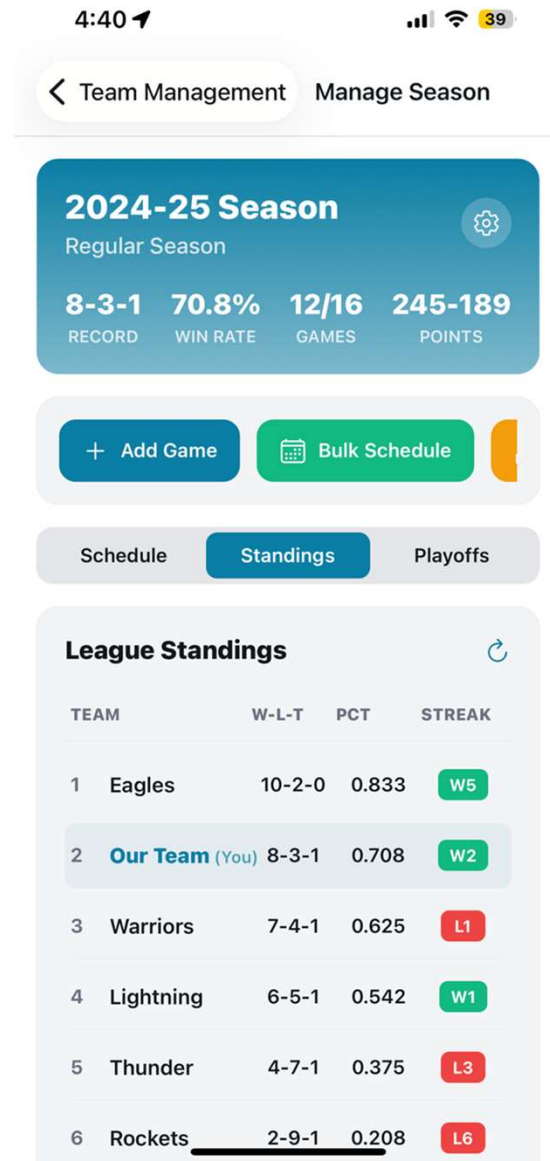 4:40 39
Team Management Manage Season
2024-25 Season
Regular Season
8-3-1 70.8% 12/16 245-189
RECORD WIN RATE GAMES POINTS
+ Add Game Bulk Schedule
Schedule Standings Playoffs
League Standings
TEAM W-L-T PCT STREAK
1 Eagles 10-2-0 0.833 W5
2 Our Team (You) 8-3-1 0.708 W2
3 Warriors 7-4-1 0.625 L1
4 Lightning 6-5-1 0.542 W1
5 Thunder 4-7-1 0.375 L3
6 Rockets 2-9-1 0.208 L6